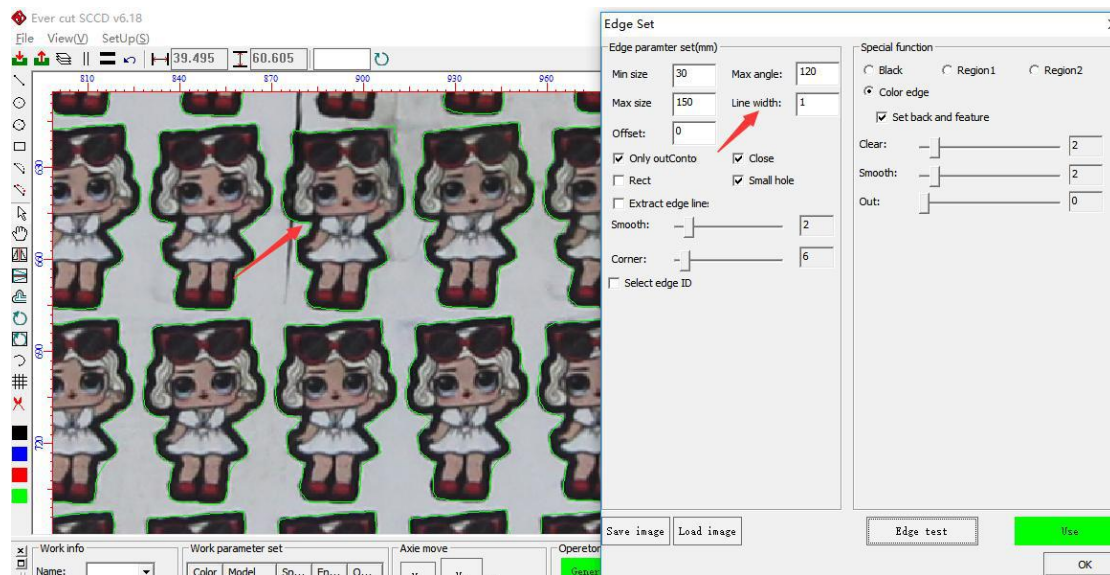 Ever cut SCCD v6.18
File View(V) SetUp(S)
39.495 60.605
810 840 870 900 930 960
630
660
690
720
Work info
Name:
Work parameter set
Color Model Sp... En... O...
Axie move
Edge Set
Edge paramter set(mm)
Min size 30 Max angle: 120
Max size 150 Line width: 1
Offset: 0
Only outConto Close
Rect Small hole
Extract edge line:
Smooth: 2
Corner: 6
Select edge ID
Special function
Black Region1 Region2
Color edge
Set back and feature
Clear: 2
Smooth: 2
Out: 0
Save image Load image Edge test Use
OK